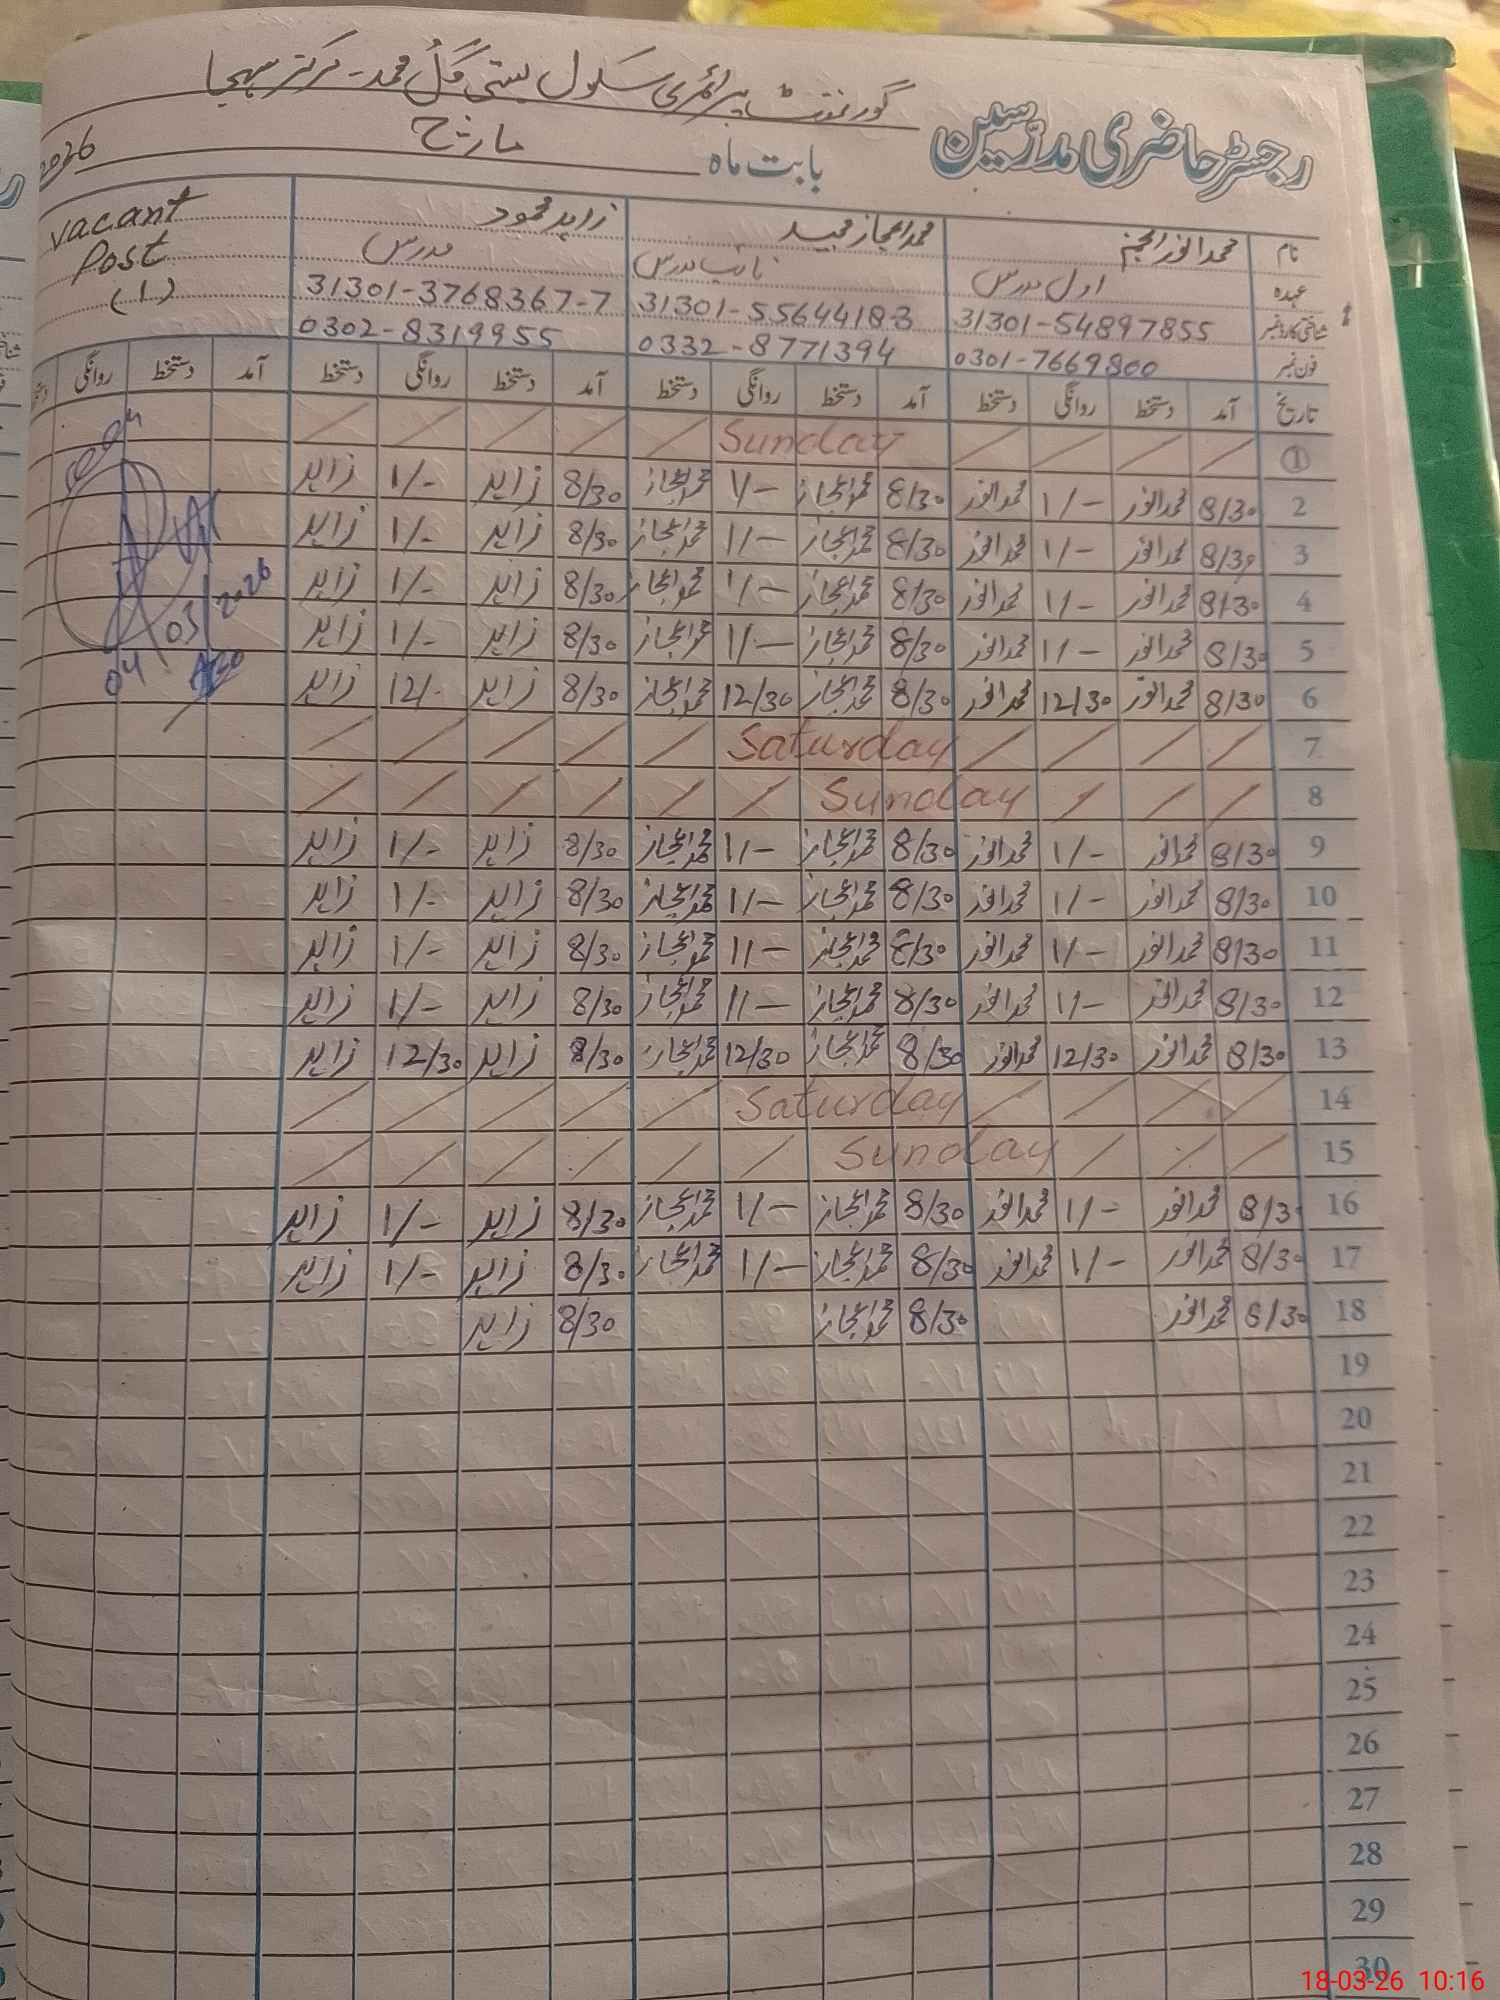 گورنمنٹ پرائمری سکول بستی گل محمد - مرکز سہجا
رجسٹر حاضری مدرسین
بابت ماہ مارچ 2026
نام محمد انور انجم محمد اعجاز مجید زاہد محمود vacant
عہدہ اول مدرس نائب مدرس مدرس Post
شناختی کارڈ نمبر 31301-54897855 31301-55644183 31301-3768367-7 (1)
فون نمبر 0301-7669800 0332-8771394 0302-8319955
تاریخ آمد دستخط روانگی دستخط آمد دستخط روانگی دستخط آمد دستخط روانگی دستخط آمد دستخط روانگی
1 / / / / Sunday / / / / /
2 8/30 محمد انور 1/- محمد انور 8/30 محمد اعجاز 1/- محمد اعجاز 8/30 زاہد 1/- زاہد
3 8/30 محمد انور 1/- محمد انور 8/30 محمد اعجاز 1/- محمد اعجاز 8/30 زاہد 1/- زاہد
4 8/30 محمد انور 1/- محمد انور 8/30 محمد اعجاز 1/- محمد اعجاز 8/30 زاہد 1/- زاہد
5 8/30 محمد انور 1/- محمد انور 8/30 محمد اعجاز 1/- محمد اعجاز 8/30 زاہد 1/- زاہد
6 8/30 محمد انور 12/30 محمد انور 8/30 محمد اعجاز 12/30 محمد اعجاز 8/30 زاہد 12/- زاہد
04/03/2026
7 / / / / Saturday / / / / /
8 / / / Sunday / / / / / /
9 8/30 محمد انور 1/- محمد انور 8/30 محمد اعجاز 1/- محمد اعجاز 8/30 زاہد 1/- زاہد
10 8/30 محمد انور 1/- محمد انور 8/30 محمد اعجاز 1/- محمد اعجاز 8/30 زاہد 1/- زاہد
11 8/30 محمد انور 1/- محمد انور 8/30 محمد اعجاز 1/- محمد اعجاز 8/30 زاہد 1/- زاہد
12 8/30 محمد انور 1/- محمد انور 8/30 محمد اعجاز 1/- محمد اعجاز 8/30 زاہد 1/- زاہد
13 8/30 محمد انور 12/30 محمد انور 8/30 محمد اعجاز 12/30 محمد اعجاز 8/30 زاہد 12/30 زاہد
14 / / / / Saturday / / / / /
15 / / / Sunday / / / / / /
16 8/30 محمد انور 1/- محمد انور 8/30 محمد اعجاز 1/- محمد اعجاز 8/30 زاہد 1/- زاہد
17 8/30 محمد انور 1/- محمد انور 8/30 محمد اعجاز 1/- محمد اعجاز 8/30 زاہد 1/- زاہد
18 8/30 محمد انور 8/30 محمد اعجاز 8/30 زاہد
19
20
21
22
23
24
25
26
27
28
29
30
18-03-26 10:16